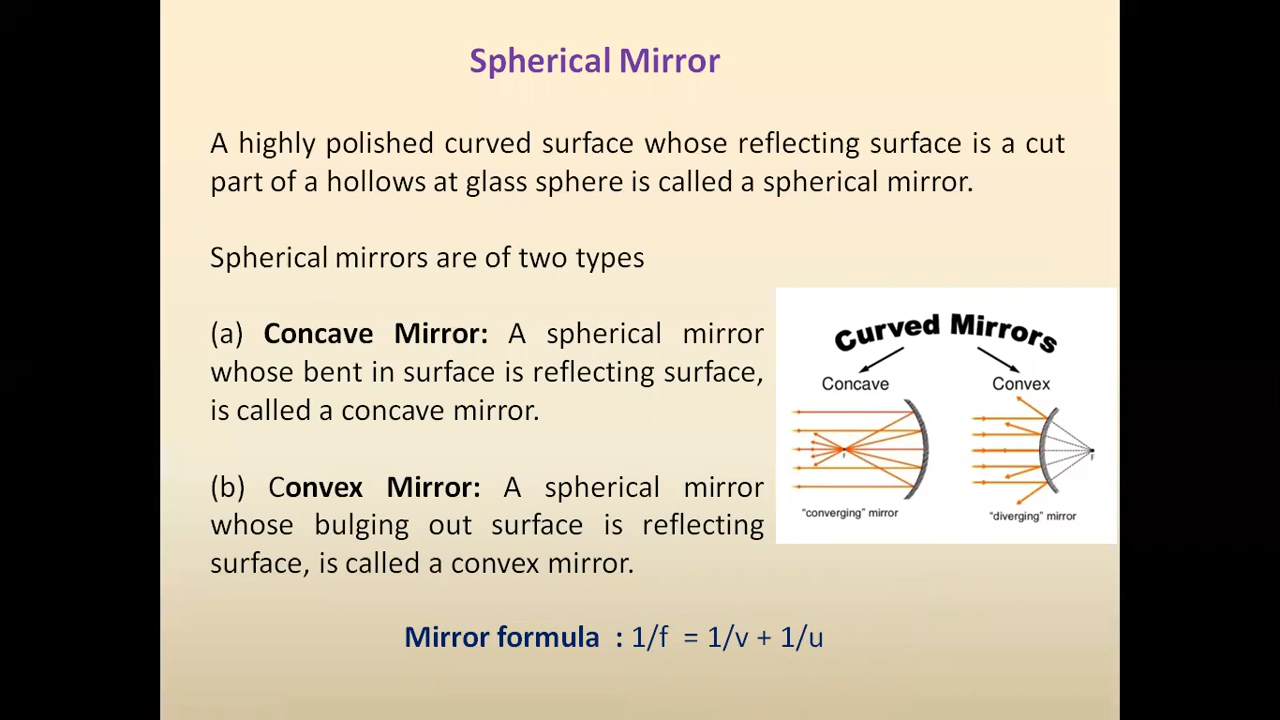 Spherical Mirror
A highly polished curved surface whose reflecting surface is a cut
part of a hollows at glass sphere is called a spherical mirror.
Spherical mirrors are of two types
(a) Concave Mirror: A spherical mirror
whose bent in surface is reflecting surface,
is called a concave mirror.
(b) Convex Mirror: A spherical mirror
whose bulging out surface is reflecting
surface, is called a convex mirror.
Curved Mirrors
Concave
Convex
F
F
"converging" mirror
"diverging" mirror
Mirror formula : 1/f = 1/v + 1/u